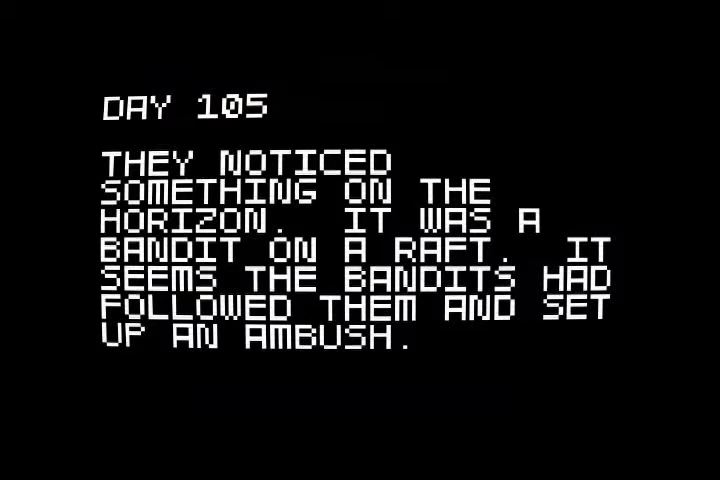 DAY 105
THEY NOTICED
SOMETHING ON THE
HORIZON.  IT WAS A
BANDIT ON A RAFT.  IT
SEEMS THE BANDITS HAD
FOLLOWED THEM AND SET
UP AN AMBUSH.